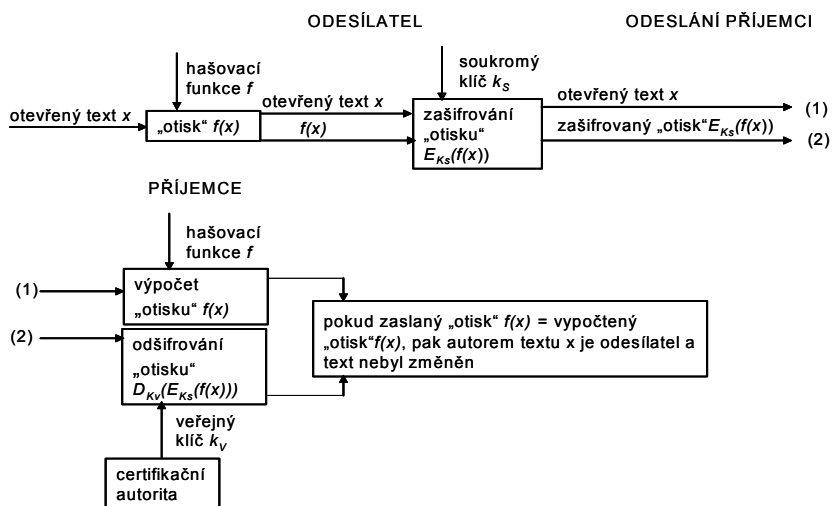 ODESÍLATEL
ODESLÁNÍ PŘÍJEMCI
hašovací
funkce f
soukromý
klíč kS
otevřený text x
„otisk“ f(x)
otevřený text x
f(x)
zašifrování
„otisku“
EKs(f(x))
otevřený text x
(1)
zašifrovaný „otisk“EKs(f(x))
(2)
PŘÍJEMCE
hašovací
funkce f
(1)
výpočet
„otisku“ f(x)
(2)
odšifrování
„otisku“
DKv(EKs(f(x)))
pokud zaslaný „otisk“ f(x) = vypočtený
„otisk“f(x), pak autorem textu x je odesílatel a
text nebyl změněn
veřejný
klíč kV
certifikační
autorita